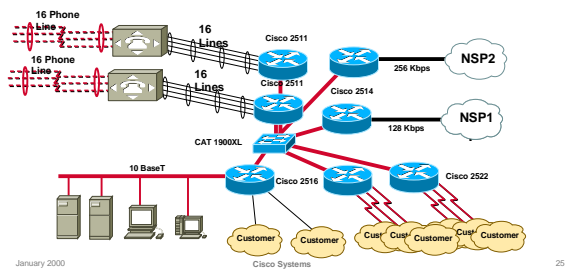 16 Phone
Line
16
Lines
Cisco 2511
16 Phone
Line
16
Lines
Cisco 2511
256 Kbps
NSP2
Cisco 2514
128 Kbps
NSP1
CAT 1900XL
10 BaseT
Cisco 2516
Cisco 2522
Customer
Customer
Customer
Customer
January 2000
Cisco Systems
25